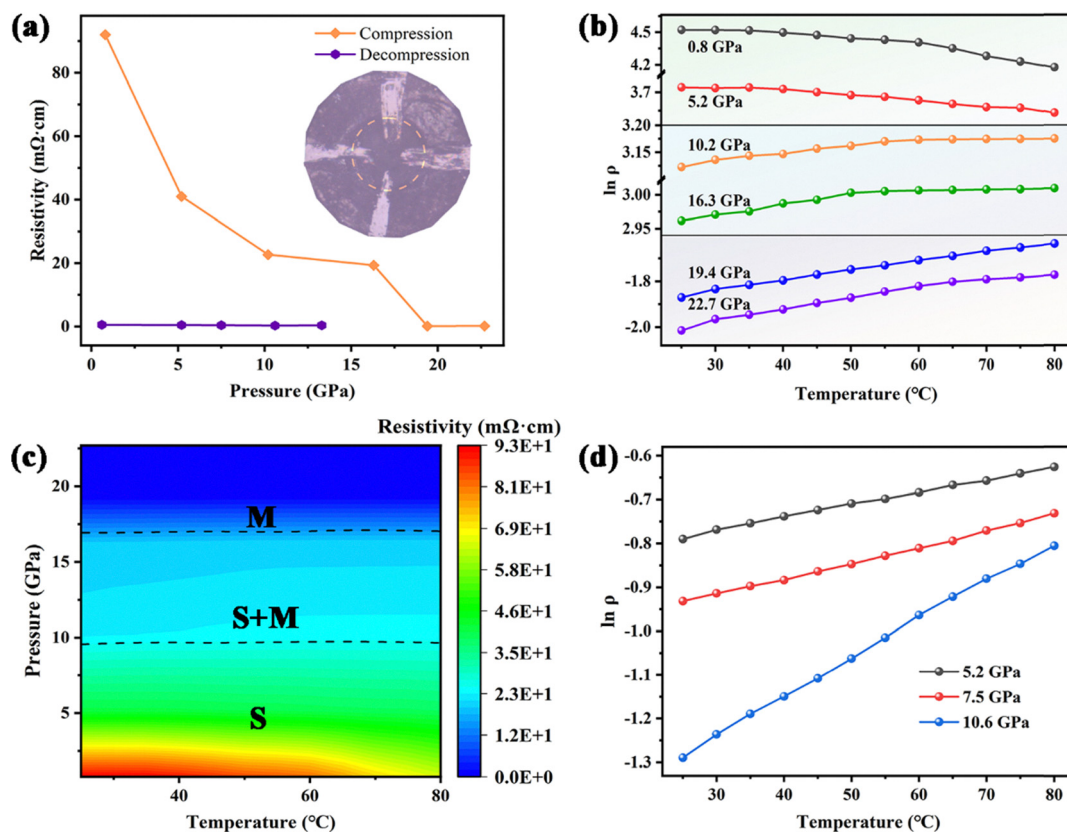 (a)
Compression
Decompression
Resistivity (mΩ·cm)
80
60
40
20
0
0
5
10
15
20
Pressure (GPa)
(b)
0.8 GPa
5.2 GPa
10.2 GPa
16.3 GPa
19.4 GPa
22.7 GPa
ln ρ
4.5
4.2
3.7
3.20
3.15
3.00
2.95
-1.8
-2.0
30
40
50
60
70
80
Temperature (℃)
(c)
Resistivity (mΩ·cm)
9.3E+1
8.1E+1
6.9E+1
5.8E+1
4.6E+1
3.5E+1
2.3E+1
1.2E+1
0.0E+0
M
S+M
S
Pressure (GPa)
20
15
10
5
40
60
80
Temperature (℃)
(d)
ln ρ
-0.6
-0.7
-0.8
-0.9
-1.0
-1.1
-1.2
-1.3
5.2 GPa
7.5 GPa
10.6 GPa
30
40
50
60
70
80
Temperature (℃)